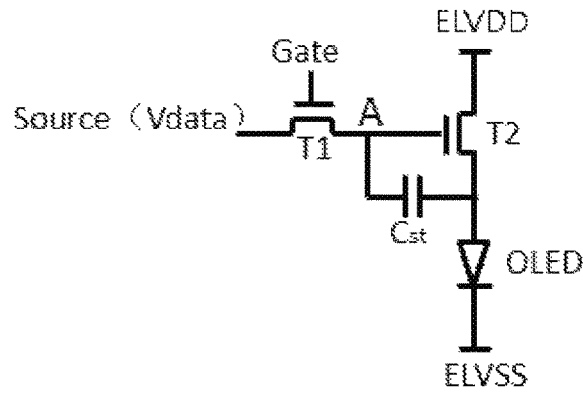 ELVDD
Gate
Source（Vdata）
A
T1
T2
Cst
OLED
ELVSS